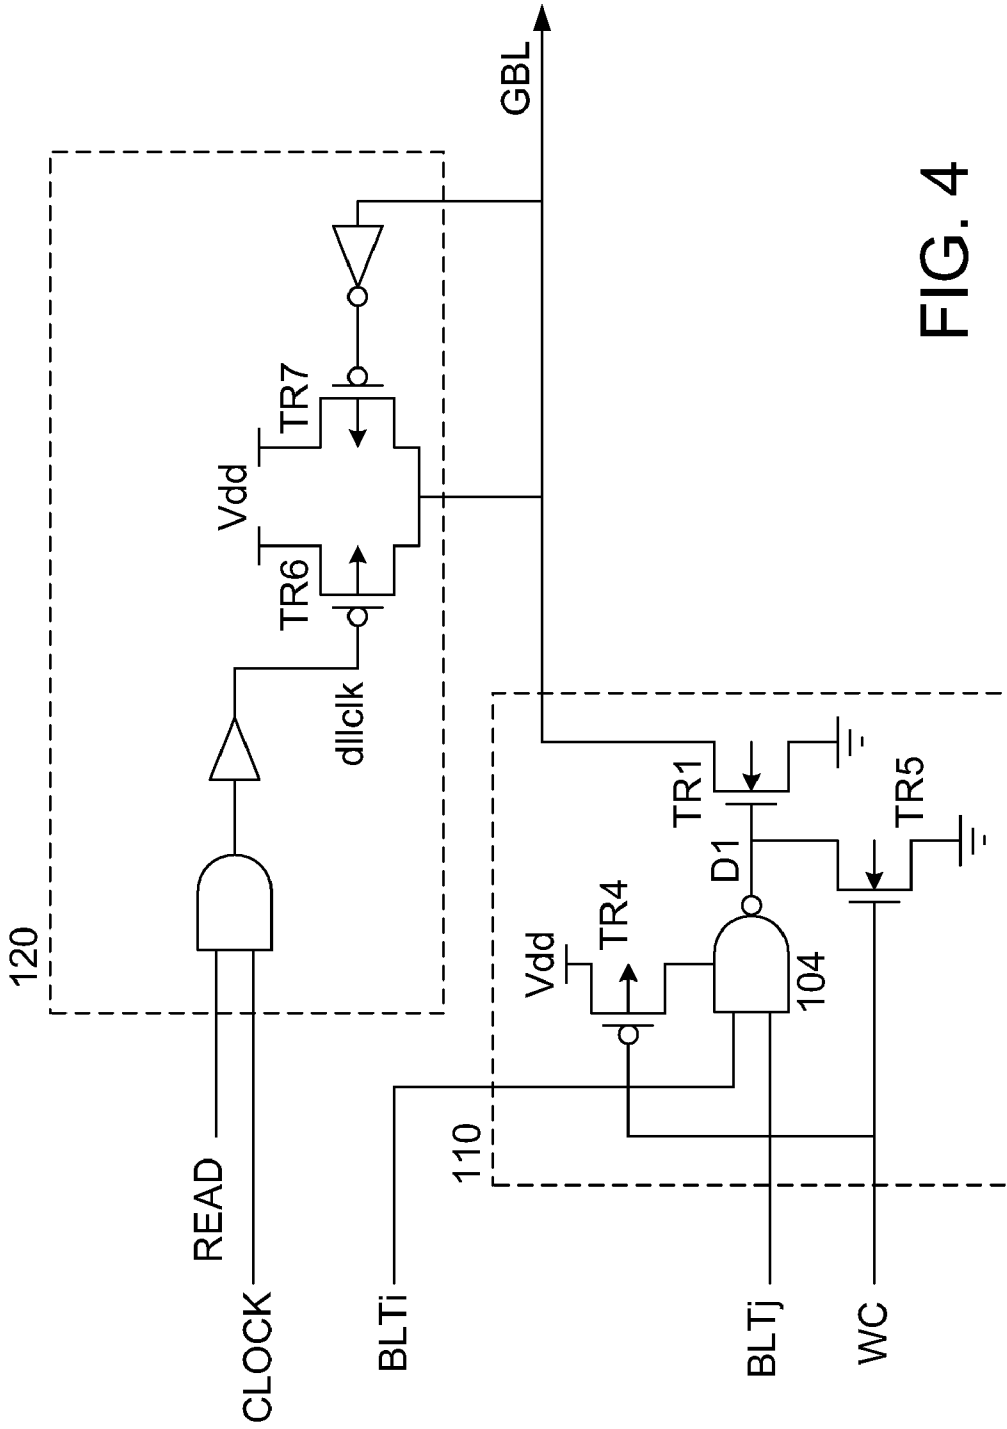 120
READ
CLOCK
Vdd
TR6
TR7
dllclk
GBL
110
BLTi
BLTj
WC
Vdd
TR4
104
D1
TR1
TR5
FIG. 4